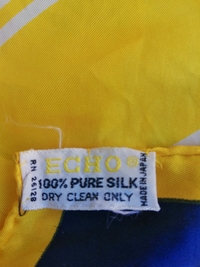 RN 24128
ECHO®
100% PURE SILK
DRY CLEAN ONLY
MADE IN JAPAN